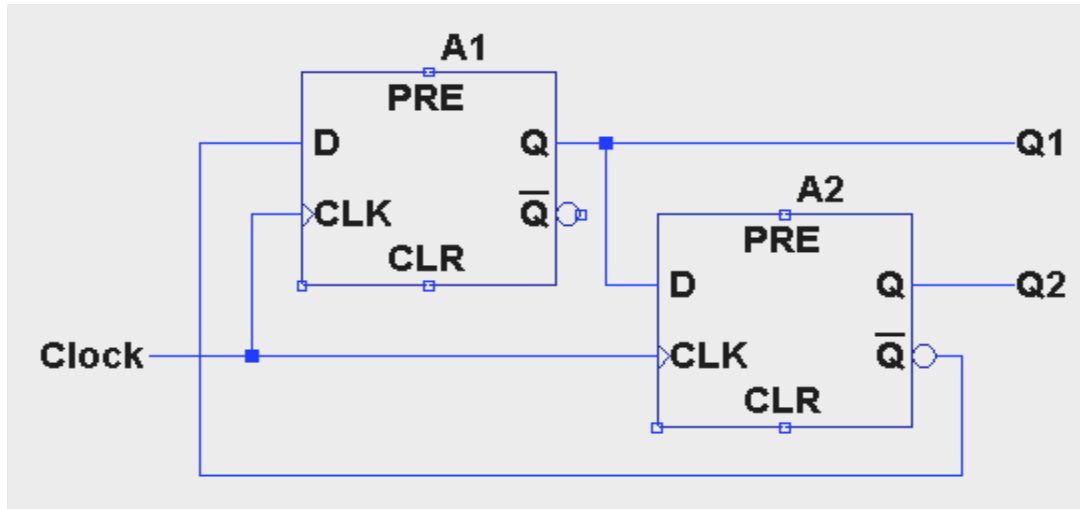 A1
PRE
D Q Q1
A2
CLK Q̅
PRE
CLR
D Q Q2
Clock CLK Q̅
CLR